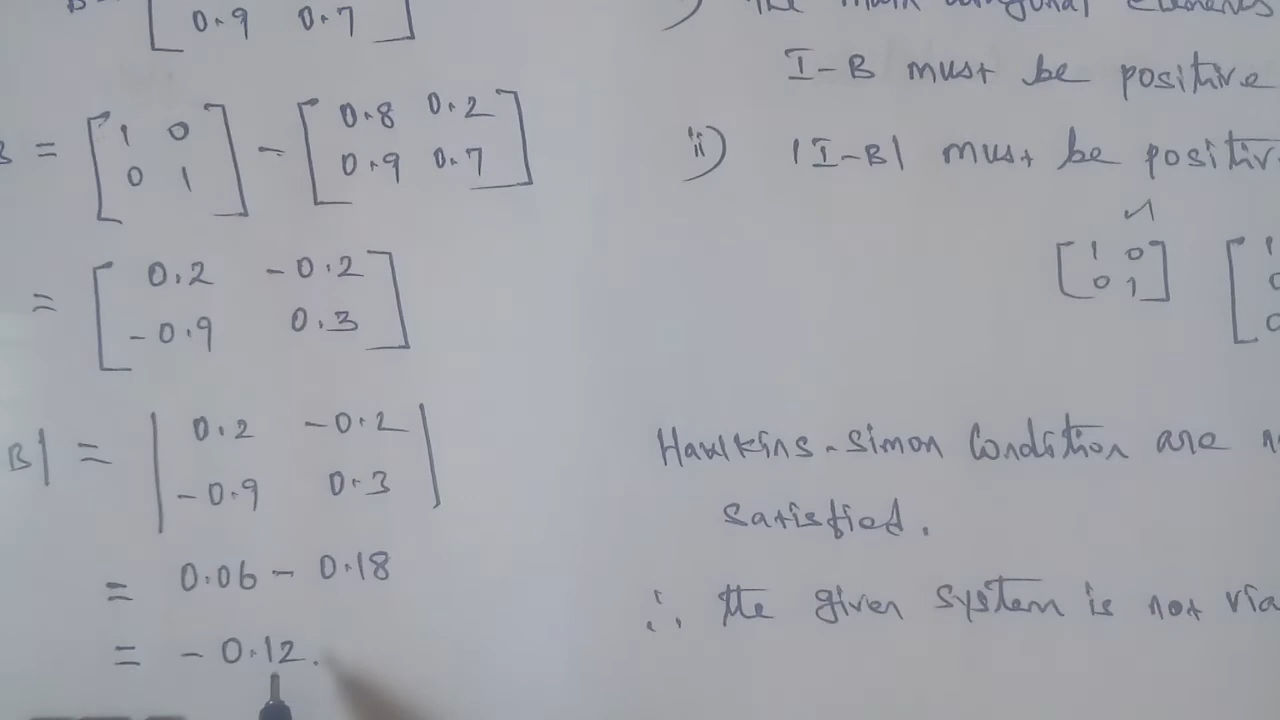 0.9 0.7
= [ 1 0 0 1 ] - [ 0.8 0.2 0.9 0.7 ]
= [ 0.2 -0.2 -0.9 0.3 ]
B| = | 0.2 -0.2 -0.9 0.3 |
= 0.06 - 0.18
= -0.12.
I-B must be positive
ii) |I-B| must be positiv
[ 1 0 0 1 ]
Hawkins-Simon Condition are
satisfied.
∴ the given system is not via